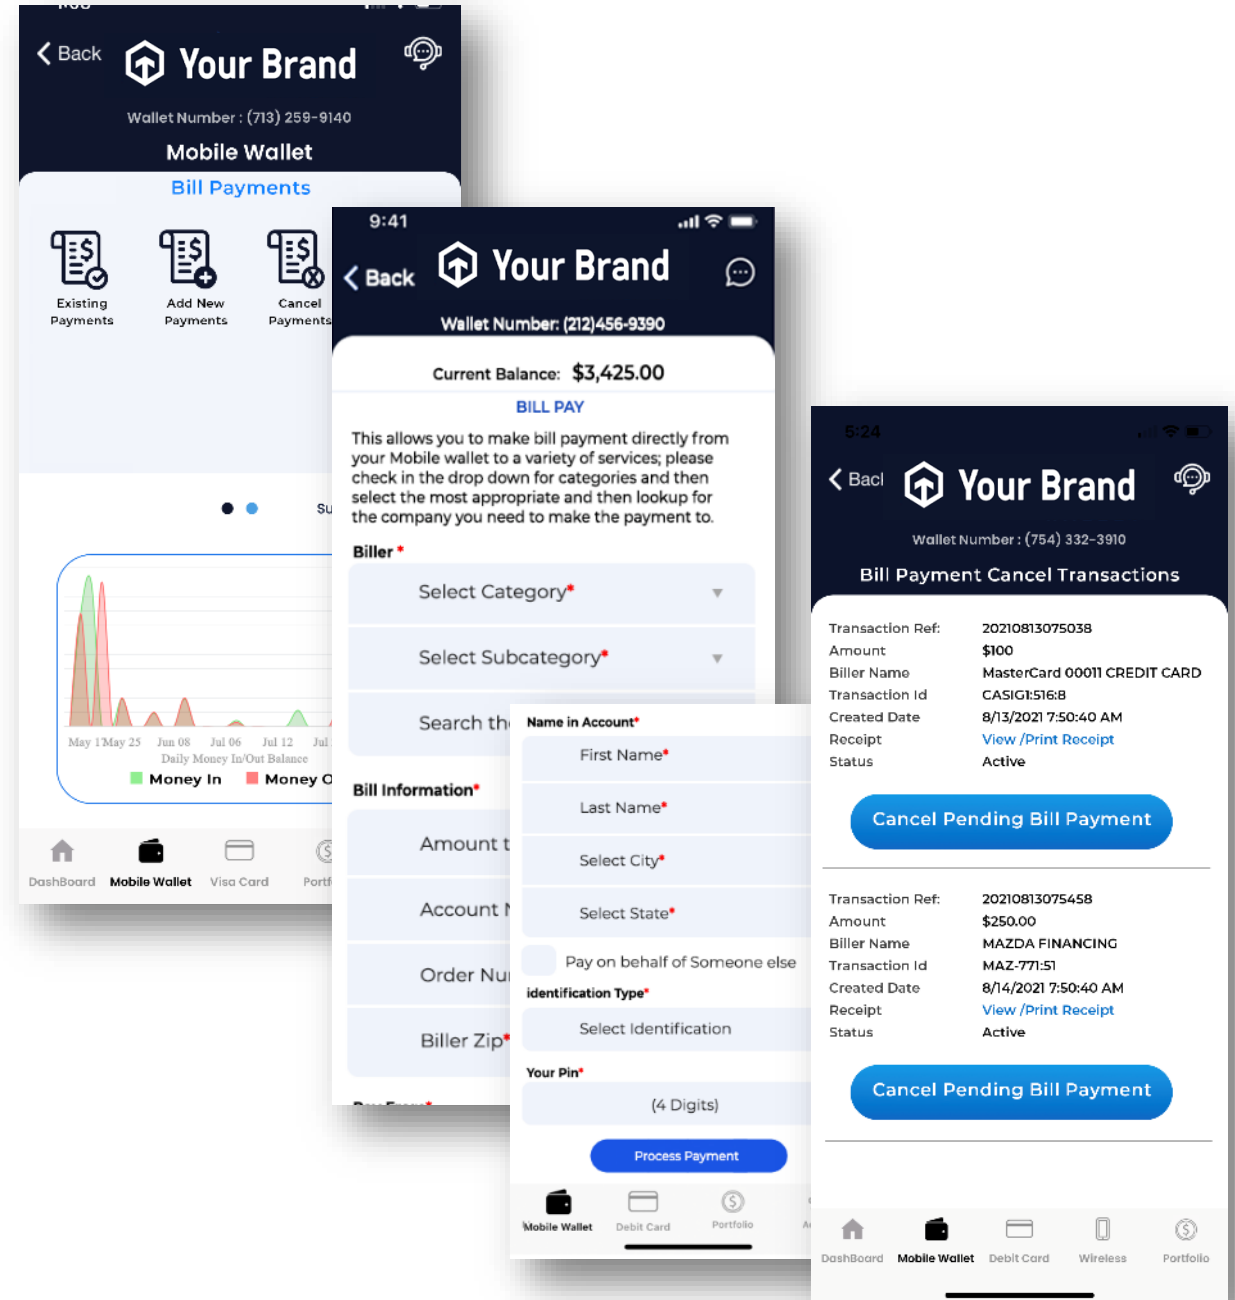 Back
Your Brand
Wallet Number : (713) 259-9140
Mobile Wallet
Bill Payments
Existing
Payments
Add New
Payments
Cancel
Payments
May 25
Jun 08
Jul 06
Jul 12
Jul
Daily Money In/Out Balance
Money In
Money
DashBoard
Mobile Wallet
Visa Card
9:41
Back
Your Brand
Wallet Number: (212)456-9390
Current Balance: $3,425.00
BILL PAY
This allows you to make bill payment directly from
your Mobile wallet to a variety of services; please
check in the drop down for categories and then
select the most appropriate and then lookup for
the company you need to make the payment to.
Biller *
Select Category*
Select Subcategory*
Search
Bill Information*
Amount
Account
Order
Biller Zip*
Name in Account*
First Name*
Last Name*
Select City*
Select State*
Pay on behalf of Someone else
identification Type*
Select Identification
Your Pin*
(4 Digits)
Process Payment
Mobile Wallet
Debit Card
Portfolio
5:24
Your Brand
Wallet Number : (754) 332-3910
Bill Payment Cancel Transactions
Transaction Ref: 20210813075038
Amount $100
Biller Name MasterCard 00011 CREDIT CARD
Transaction Id CASIG1:516:8
Created Date 8/13/2021 7:50:40 AM
Receipt View /Print Receipt
Status Active
Cancel Pending Bill Payment
Transaction Ref: 20210813075458
Amount $250.00
Biller Name MAZDA FINANCING
Transaction Id MAZ-771:51
Created Date 8/14/2021 7:50:40 AM
Receipt View /Print Receipt
Status Active
Cancel Pending Bill Payment
DashBoard
Mobile Wallet
Debit Card
Wireless
Portfolio